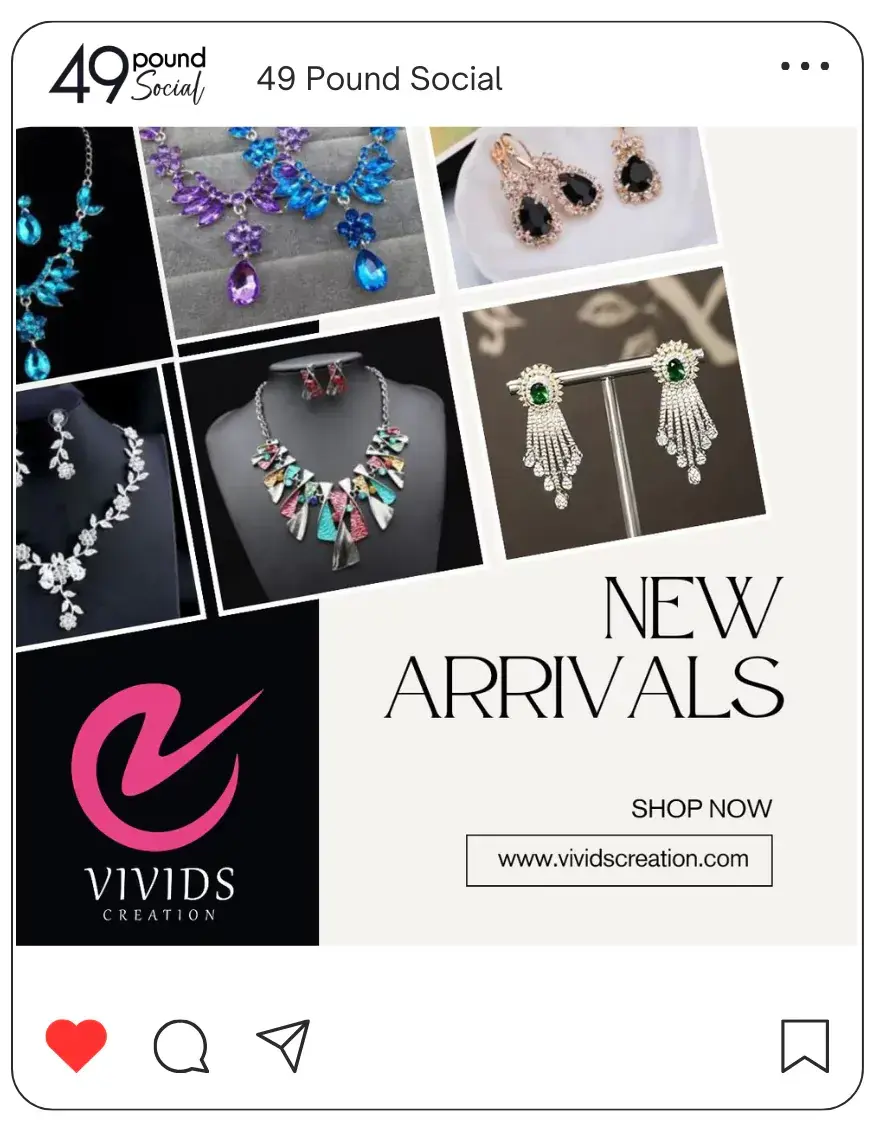 49 pound
Social
49 Pound Social
NEW
ARRIVALS
SHOP NOW
www.vividscreation.com
VIVIDS
CREATION